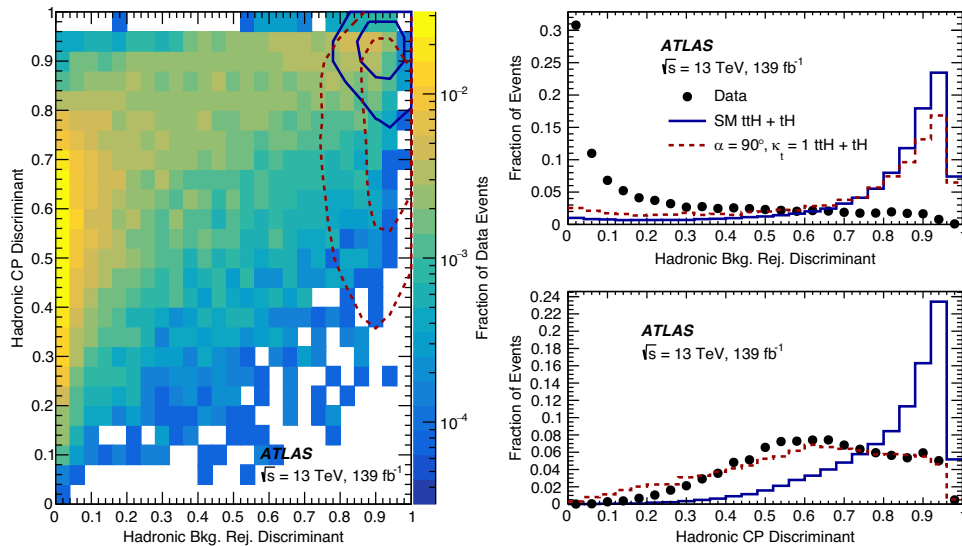 1
0.9
0.8
0.7
0.6
0.5
0.4
0.3
0.2
0.1
0
Hadronic CP Discriminant
0 0.1 0.2 0.3 0.4 0.5 0.6 0.7 0.8 0.9 1
Hadronic Bkg. Rej. Discriminant
ATLAS
√s = 13 TeV, 139 fb⁻¹
10⁻²
10⁻³
10⁻⁴
Fraction of Data Events
0.3
0.25
0.2
0.15
0.1
0.05
0
Fraction of Events
ATLAS
√s = 13 TeV, 139 fb⁻¹
Data
SM ttH + tH
α = 90°, κₜ = 1 ttH + tH
0 0.1 0.2 0.3 0.4 0.5 0.6 0.7 0.8 0.9 1
Hadronic Bkg. Rej. Discriminant
0.24
0.22
0.2
0.18
0.16
0.14
0.12
0.1
0.08
0.06
0.04
0.02
0
Fraction of Events
ATLAS
√s = 13 TeV, 139 fb⁻¹
0 0.1 0.2 0.3 0.4 0.5 0.6 0.7 0.8 0.9 1
Hadronic CP Discriminant